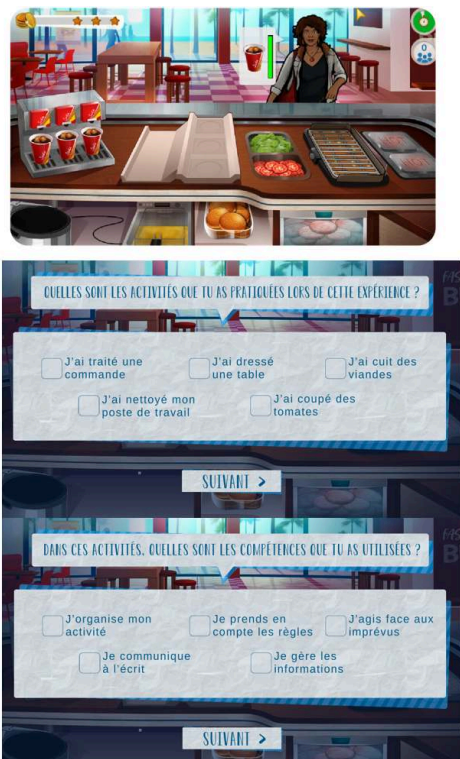 0
QUELLES SONT LES ACTIVITÉS QUE TU AS PRATIQUÉES LORS DE CETTE EXPÉRIENCE ?
J'ai traité une
commande
J'ai dressé
une table
J'ai cuit des
viandes
J'ai nettoyé mon
poste de travail
J'ai coupé des
tomates
SUIVANT >
DANS CES ACTIVITÉS, QUELLES SONT LES COMPÉTENCES QUE TU AS UTILISÉES ?
J'organise mon
activité
Je prends en
compte les règles
J'agis face aux
imprévus
Je communique
à l'écrit
Je gère les
informations
SUIVANT >